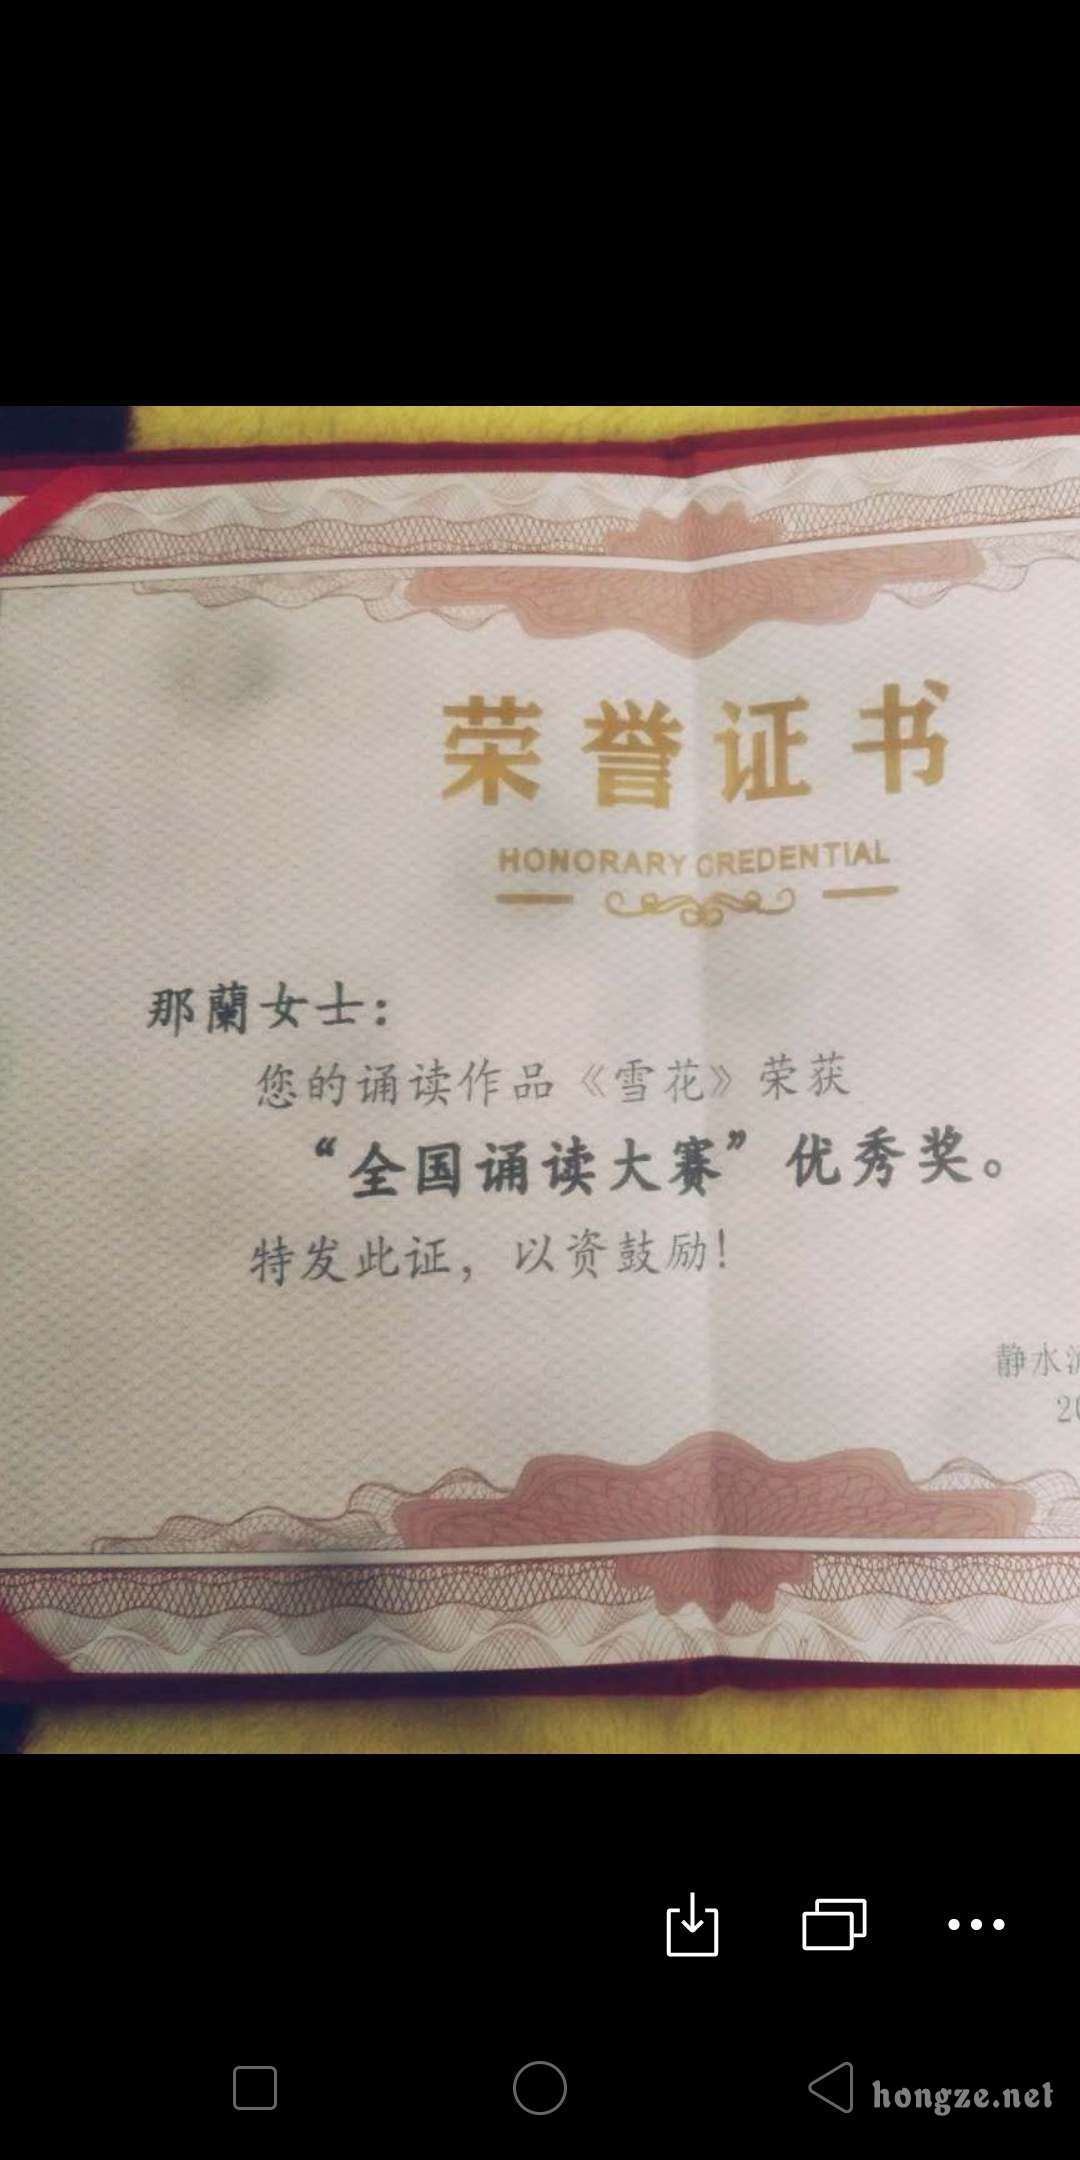 荣誉证书
HONORARY CREDENTIAL
那蘭女士：
您的诵读作品《雪花》荣获
“全国诵读大赛”优秀奖。
特发此证，以资鼓励！
静水
20
hongze.net